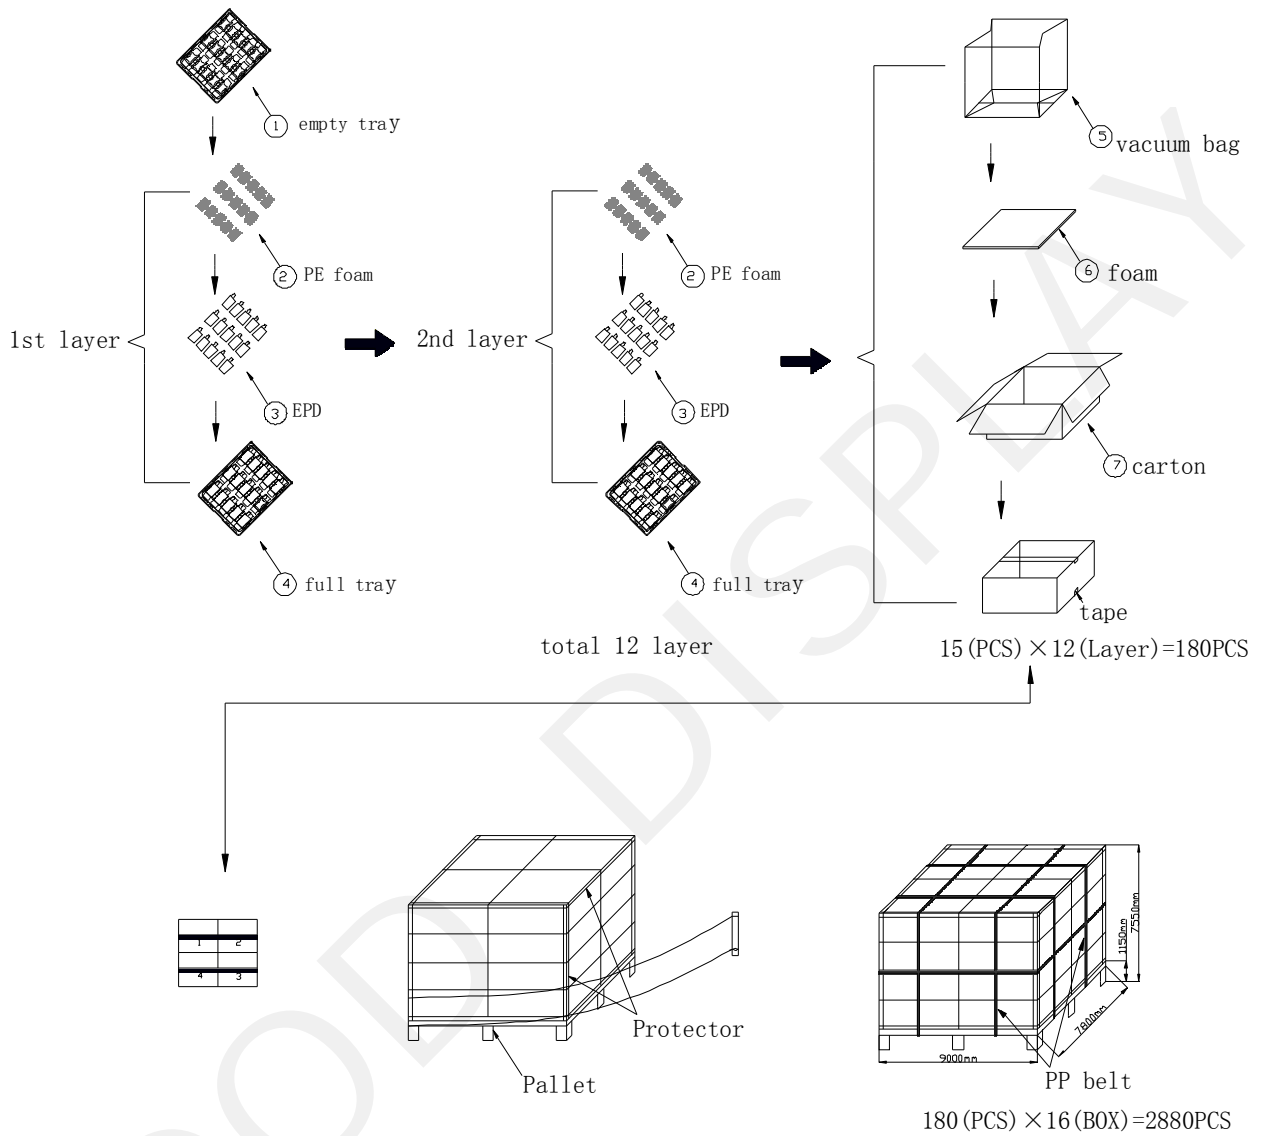 1 empty tray
2 PE foam
1st layer
3 EPD
4 full tray
2 PE foam
2nd layer
3 EPD
4 full tray
total 12 layer
5 vacuum bag
6 foam
7 carton
tape
15(PCS)×12(Layer)=180PCS
1 2
4 3
Protector
Pallet
1150mm
7550mm
7800mm
9000mm
PP belt
180(PCS)×16(BOX)=2880PCS
OOD DISPLAY